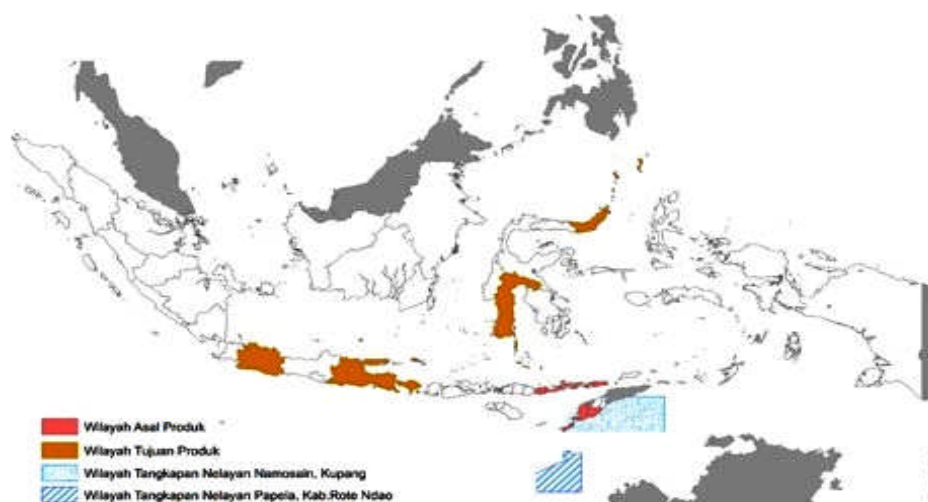 Wilayah Asal Produk
Wilayah Tujuan Produk
Wilayah Tangkapan Nelayan Namosain, Kupang
Wilayah Tangkapan Nelayan Papela, Kab.Rote Ndao